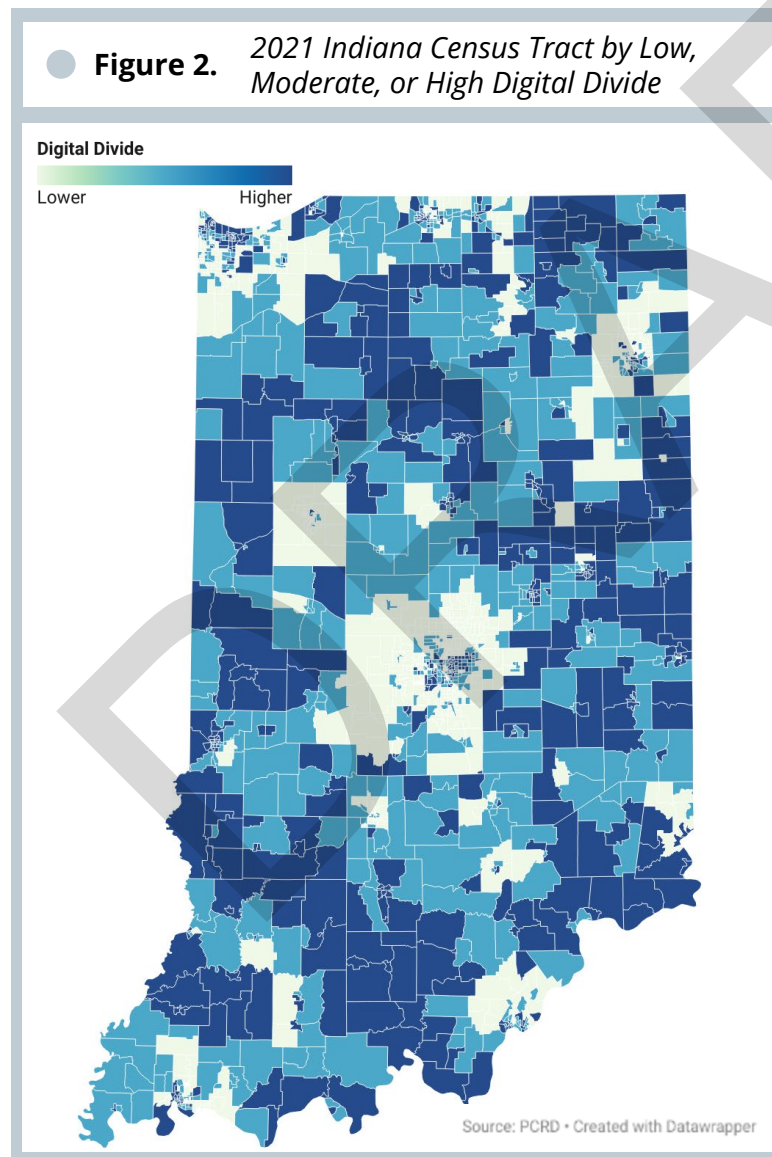 Figure 2. 2021 Indiana Census Tract by Low,
Moderate, or High Digital Divide
Digital Divide
Lower Higher
DRA
Source: PCRD • Created with Datawrapper